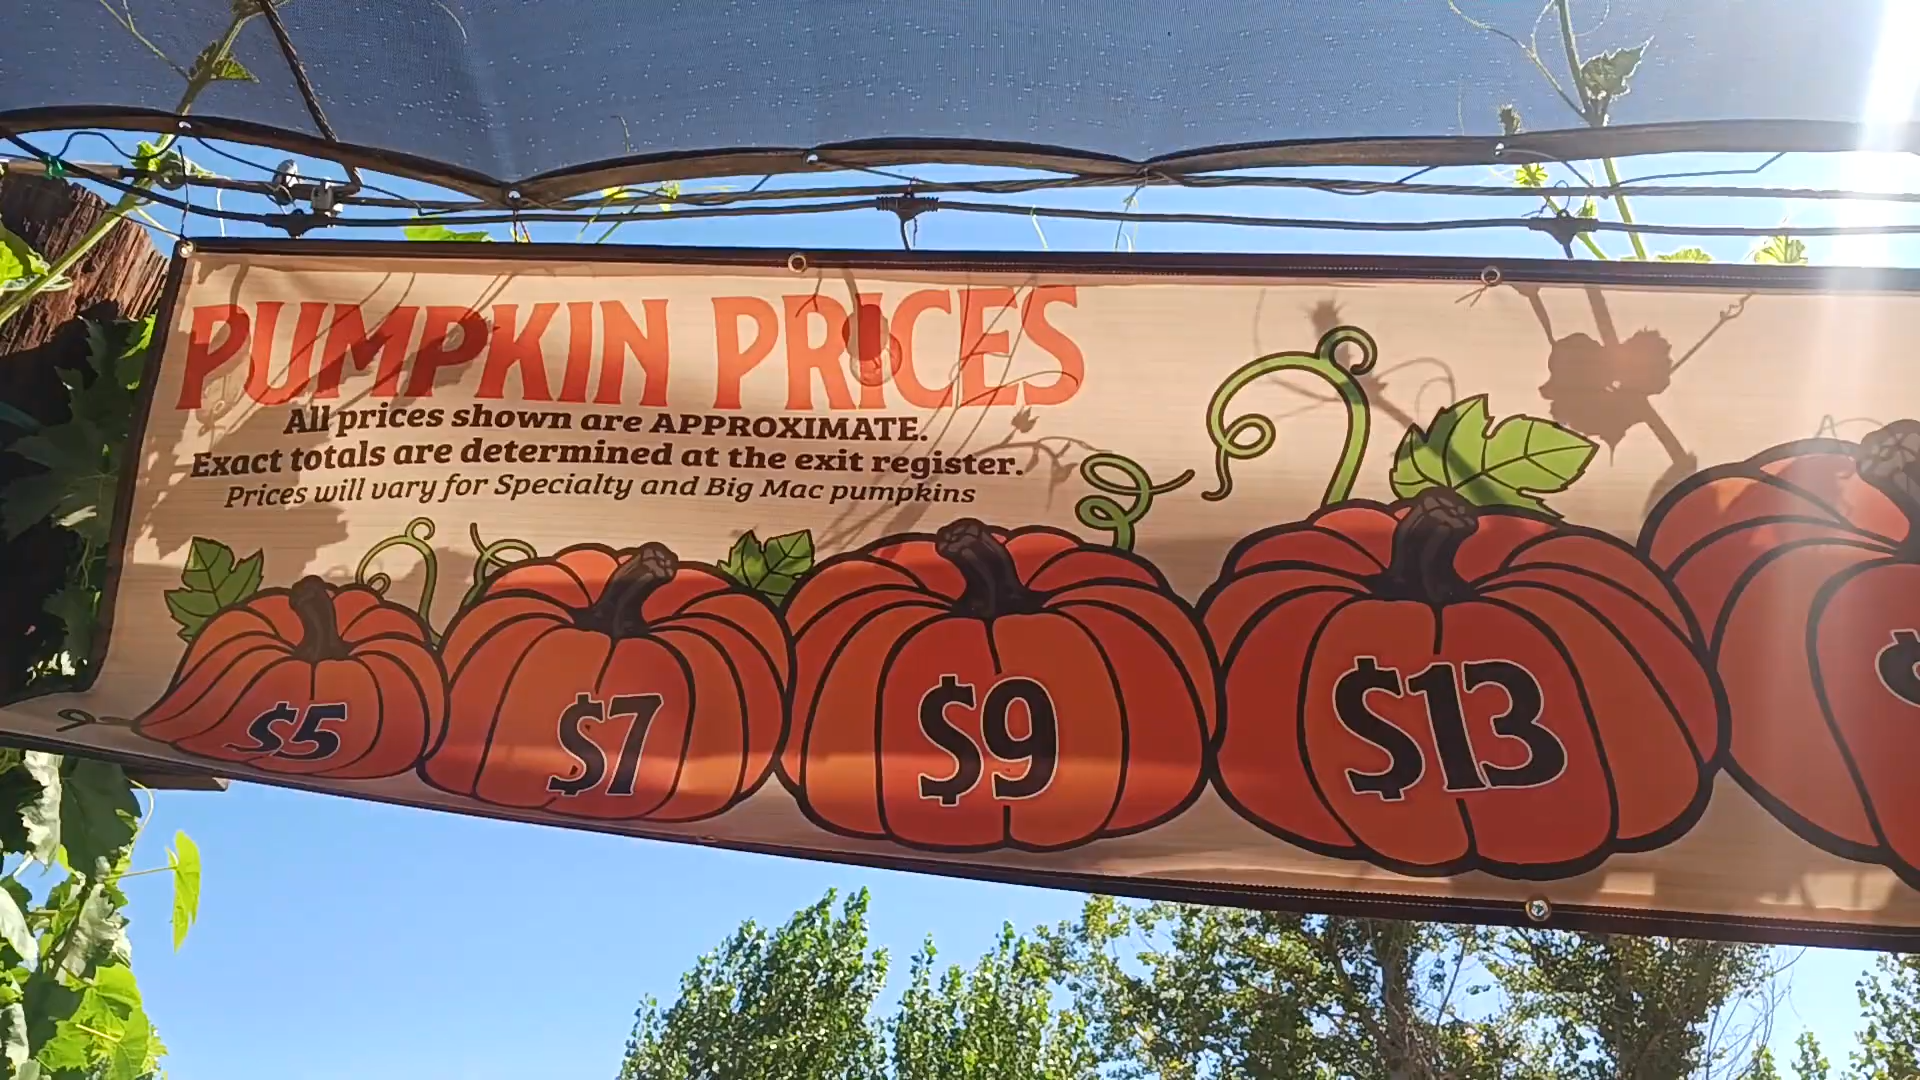 PUMPKIN PRICES
All prices shown are APPROXIMATE.
Exact totals are determined at the exit register.
Prices will vary for Specialty and Big Mac pumpkins
$5
$7
$9
$13
$